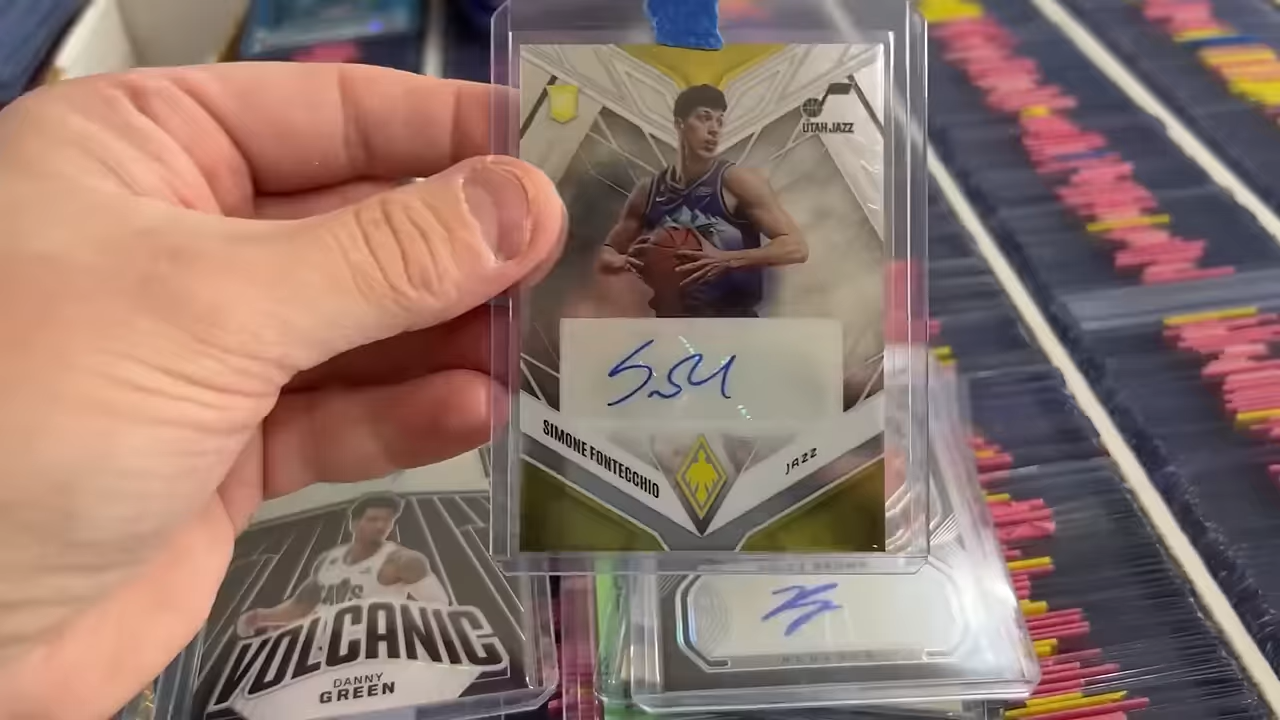 UTAH JAZZ
SIMONE FONTECCHIO
JAZZ
VOLCANIC
DANNY
GREEN